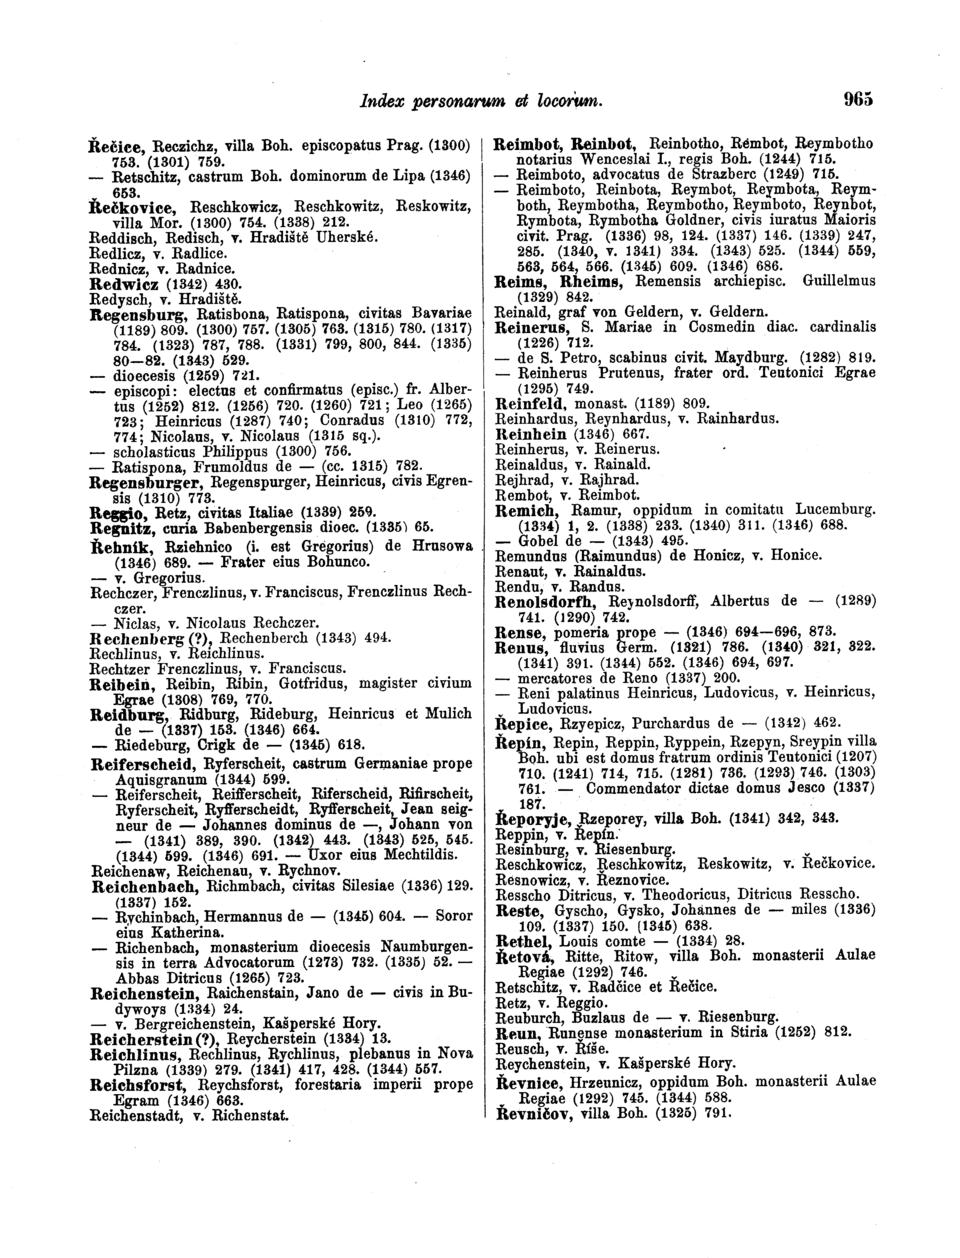 Index personarum et locorum.
965
Řečice, Reczichz, villa Boh. episcopatus Prag. (1300)
753. (1301) 759.
— Retschitz, castrum Boh. dominorum de Lipa (1346)
653.
Řečkovice, Reschkowicz, Reschkowitz, Reskowitz,
villa Mor. (1300) 754. (1338) 212.
Reddisch, Redisch, v. Hradiště Uherské.
Redlicz, v. Radlice.
Rednicz, v. Radnice.
Redwicz (1342) 430.
Redysch, v. Hradiště.
Regensburg, Ratisbona, Ratispona, civitas Bavariae
(1189) 809. (1300) 757. (1305) 763. (1315) 780. (1317)
784. (1323) 787, 788. (1331) 799, 800, 844. (1335)
80—82. (1343) 529.
— dioecesis (1259) 721.
— episcopi: electus et confirmatus (episc.) fr. Alber-
tus (1252) 812. (1256) 720. (1260) 721; Leo (1265)
723; Heinricus (1287) 740; Conradus (1310) 772,
774; Nicolaus, v. Nicolaus (1315 sq.).
— scholasticus Philippus (1300) 756.
— Ratispona, Frumoldus de — (cc. 1315) 782.
Regensburger, Regenspurger, Heinricus, civis Egren-
sis (1310) 773.
Reggio, Retz, civitas Italiae (1339) 259.
Regnitz, curia Babenbergensis dioec. (1335) 65.
Řehník, Rziehnico (i. est Gregorius) de Hrusowa
(1346) 689. — Frater eius Bohunco.
— v. Gregorius.
Rechczer, Frenczlinus, v. Franciscus, Frenczlinus Rech-
czer.
— Niclas, v. Nicolaus Rechczer.
Rechenberg (?), Rechenberch (1343) 494.
Rechlinus, v. Reichlinus.
Rechtzer Frenczlinus, v. Franciscus.
Reibein, Reibin, Ribin, Gotfridus, magister civium
Egrae (1308) 769, 770.
Reidburg, Ridburg, Rideburg, Heinricus et Mulich
de — (1337) 153. (1346) 664.
— Riedeburg, Origk de — (1345) 618.
Reiferscheid, Ryferscheit, castrum Germaniae prope
Aquisgranum (1344) 599.
— Reiferscheit, Reifferscheit, Riferscheid, Rifirscheit,
Ryferscheit, Ryfferscheidt, Ryfferscheit, Jean seig-
neur de — Johannes dominus de —, Johann von
— (1341) 389, 390. (1342) 443. (1343) 525, 545.
(1344) 599. (1346) 691. — Uxor eius Mechtildis.
Reichenaw, Reichenau, v. Rychnov.
Reichenbach, Richmbach, civitas Silesiae (1336) 129.
(1337) 152.
— Rychinbach, Hermannus de — (1345) 604. — Soror
eius Katherina.
— Richenbach, monasterium dioecesis Naumburgen-
sis in terra Advocatorum (1273) 732. (1335) 52. —
Abbas Ditricus (1265) 723.
Reichenstein, Raichenstain, Jano de — civis in Bu-
dywoys (1334) 24.
— v. Bergreichenstein, Kašperské Hory.
Reicherstein (?), Reycherstein (1334) 13.
Reichlinus, Rechlinus, Rychlinus, plebanus in Nova
Pilzna (1339) 279. (1341) 417, 428. (1344) 557.
Reichsforst, Reychsforst, forestaria imperii prope
Egram (1346) 663.
Reichenstadt, v. Richenstat.
Reimbot, Reinbot, Reinbotho, Rembot, Reymbotho
notarius Wenceslai I., regis Boh. (1244) 715.
— Reimboto, advocatus de Strazberc (1249) 715.
— Reimboto, Reinbota, Reymbot, Reymbota, Reym-
both, Reymbotha, Reymbotho, Reymboto, Reynbot,
Rymbota, Rymbotha Goldner, civis iuratus Maioris
civit. Prag. (1336) 98, 124. (1337) 146. (1339) 247,
285. (1340, v. 1341) 334. (1343) 525. (1344) 559,
563, 564, 566. (1345) 609. (1346) 686.
Reims, Rheims, Remensis archiepisc. Guillelmus
(1329) 842.
Reinald, graf von Geldern, v. Geldern.
Reinerus, S. Mariae in Cosmedin diac. cardinalis
(1226) 712.
— de S. Petro, scabinus civit. Maydburg. (1282) 819.
— Reinherus Prutenus, frater ord. Teutonici Egrae
(1295) 749.
Reinfeld, monast. (1189) 809.
Reinhardus, Reynhardus, v. Rainhardus.
Reinhein (1346) 667.
Reinherus, v. Reinerus.
Reinaldus, v. Rainald.
Rejhrad, v. Rajhrad.
Rembot, v. Reimbot.
Remich, Ramur, oppidum in comitatu Lucemburg.
(1334) 1, 2. (1338) 233. (1340) 311. (1346) 688.
— Gobel de — (1343) 495.
Remundus (Raimundus) de Honicz, v. Honice.
Renaut, v. Rainaldus.
Rendu, v. Randus.
Renolsdorfh, Reynolsdorff, Albertus de — (1289)
741. (1290) 742.
Rense, pomeria prope — (1346) 694—696, 873.
Renus, fluvius Germ. (1321) 786. (1340) 321, 322.
(1341) 391. (1344) 552. (1346) 694, 697.
— mercatores de Reno (1337) 200.
— Reni palatinus Heinricus, Ludovicus, v. Heinricus,
Ludovicus.
Řepice, Rzyepicz, Purchardus de — (1342) 462.
Řepín, Repin, Reppin, Ryppein, Rzepyn, Sreypin villa
Boh. ubi est domus fratrum ordinis Teutonici (1207)
710. (1241) 714, 715. (1281) 736. (1293) 746. (1303)
761. — Commendator dictae domus Jesco (1337)
187.
Řeporyje, Rzeporey, villa Boh. (1341) 342, 343.
Reppin, v. Řepín.
Resinburg, v. Riesenburg.
Reschkowicz, Reschkowitz, Reskowitz, v. Řečkovice.
Resnowicz, v. Řeznovice.
Resscho Ditricus, v. Theodoricus, Ditricus Resscho.
Reste, Gyscho, Gysko, Johannes de — miles (1336)
109. (1337) 150. (1345) 638.
Rethel, Louis comte — (1334) 28.
Řetová, Ritte, Ritow, villa Boh. monasterii Aulae
Regiae (1292) 746.
Retschitz, v. Radčice et Řečice.
Retz, v. Reggio.
Reuburch, Buzlaus de — v. Riesenburg.
Reun, Runense monasterium in Stiria (1252) 812.
Reusch, v. Říše.
Reychenstein, v. Kašperské Hory.
Řevnice, Hrzeunicz, oppidum Boh. monasterii Aulae
Regiae (1292) 745. (1344) 588.
Řevničov, villa Boh. (1325) 791.